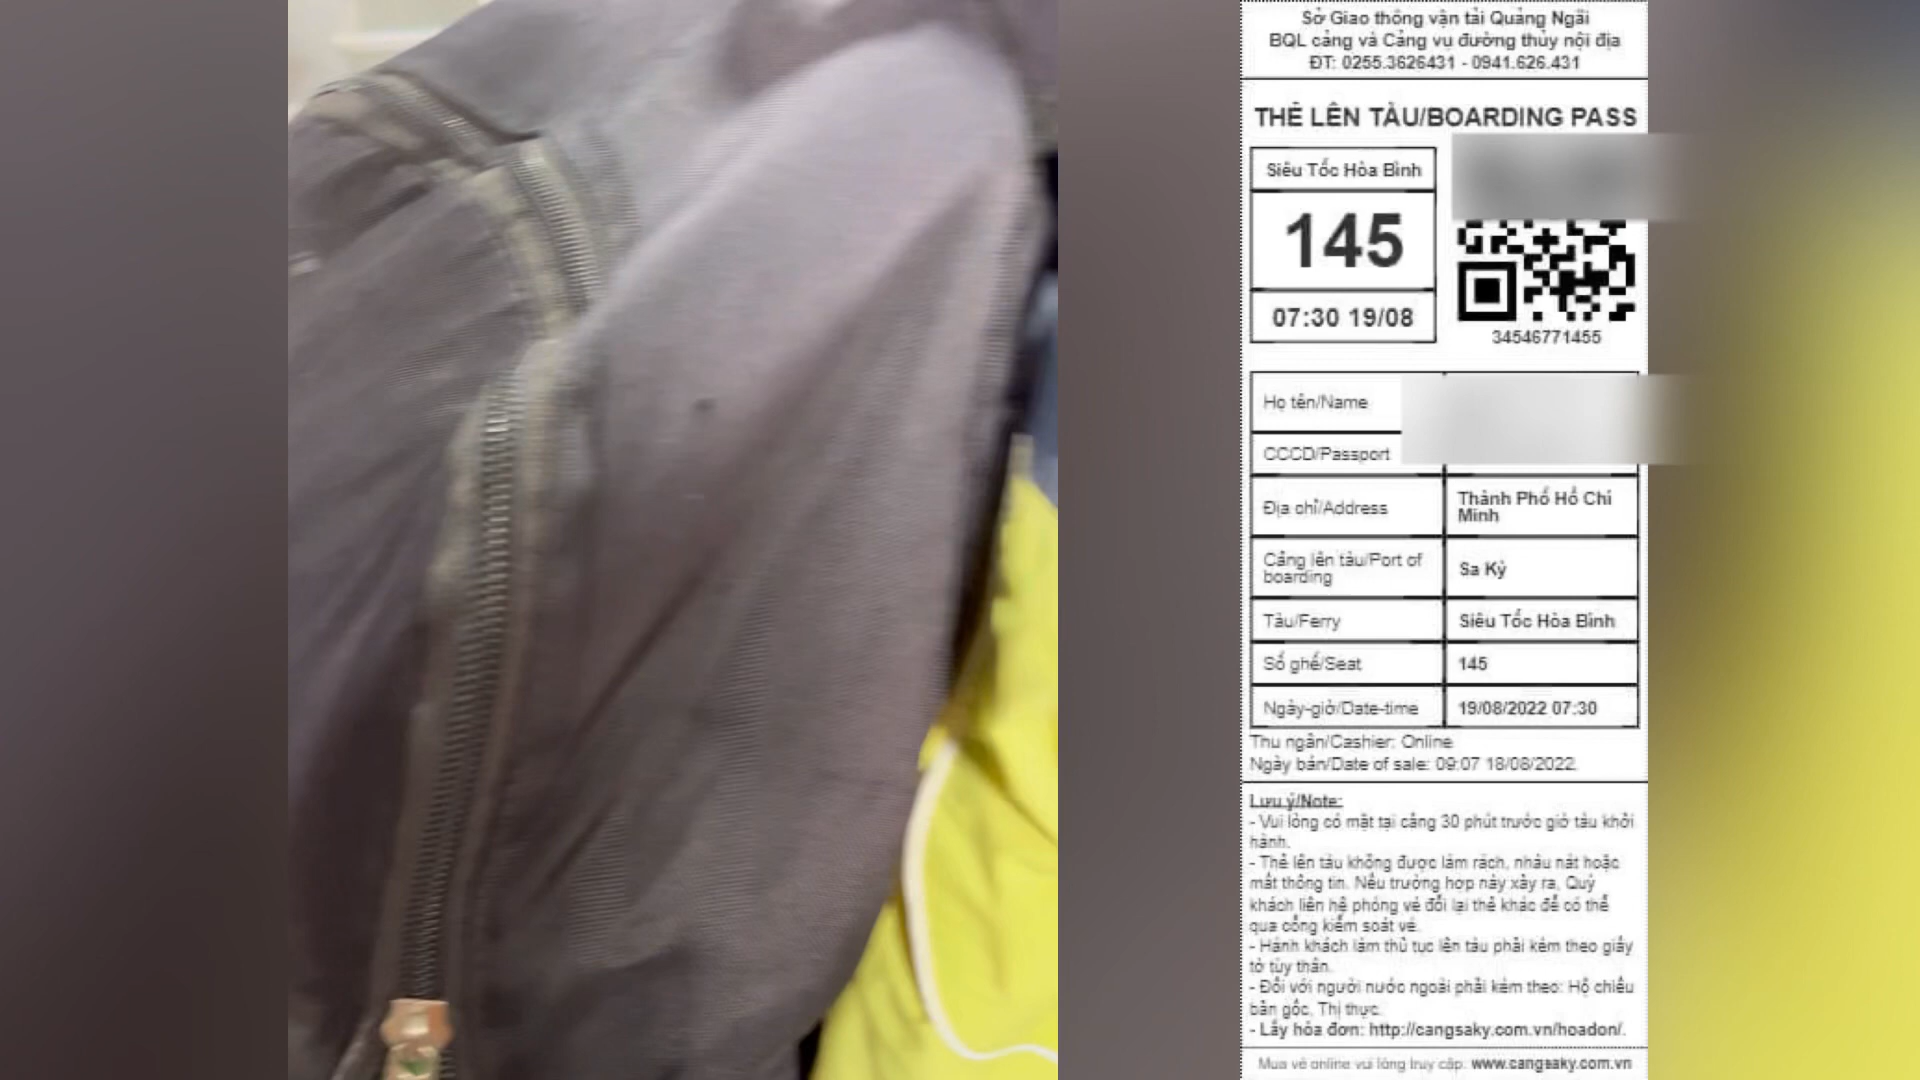 Sở Giao thông vận tải Quảng Ngãi
BQL cảng và Cảng vụ đường thủy nội địa
ĐT: 0255.3626431 - 0941.626.431
THẺ LÊN TÀU/BOARDING PASS
Siêu Tốc Hòa Bình
145
07:30 19/08
34546771455
Họ tên/Name
CCCD/Passport
Địa chỉ/Address
Thành Phố Hồ Chí
Minh
Cảng lên tàu/Port of
boarding
Sa Kỳ
Tàu/Ferry
Siêu Tốc Hòa Bình
Số ghế/Seat
145
Ngày-giờ/Date-time
19/08/2022 07:30
Thu ngân/Cashier: Online
Ngày bán/Date of sale: 09:07 18/08/2022
Lưu ý/Note:
- Vui lòng có mặt tại cảng 30 phút trước giờ tàu khởi
hành.
- Thẻ lên tàu không được làm rách, nhàu nát hoặc
mất thông tin. Nếu trường hợp này xảy ra, Quý
khách liên hệ phòng vé đổi lại thẻ khác để có thể
qua cổng kiểm soát vé.
- Hành khách làm thủ tục lên tàu phải kèm theo giấy
tờ tùy thân.
- Đối với người nước ngoài phải kèm theo: Hộ chiếu
bản gốc, Thị thực.
- Lấy hóa đơn: http://cangsaky.com.vn/hoadon/.
Mua vé online vui lòng truy cập: www.cangsaky.com.vn